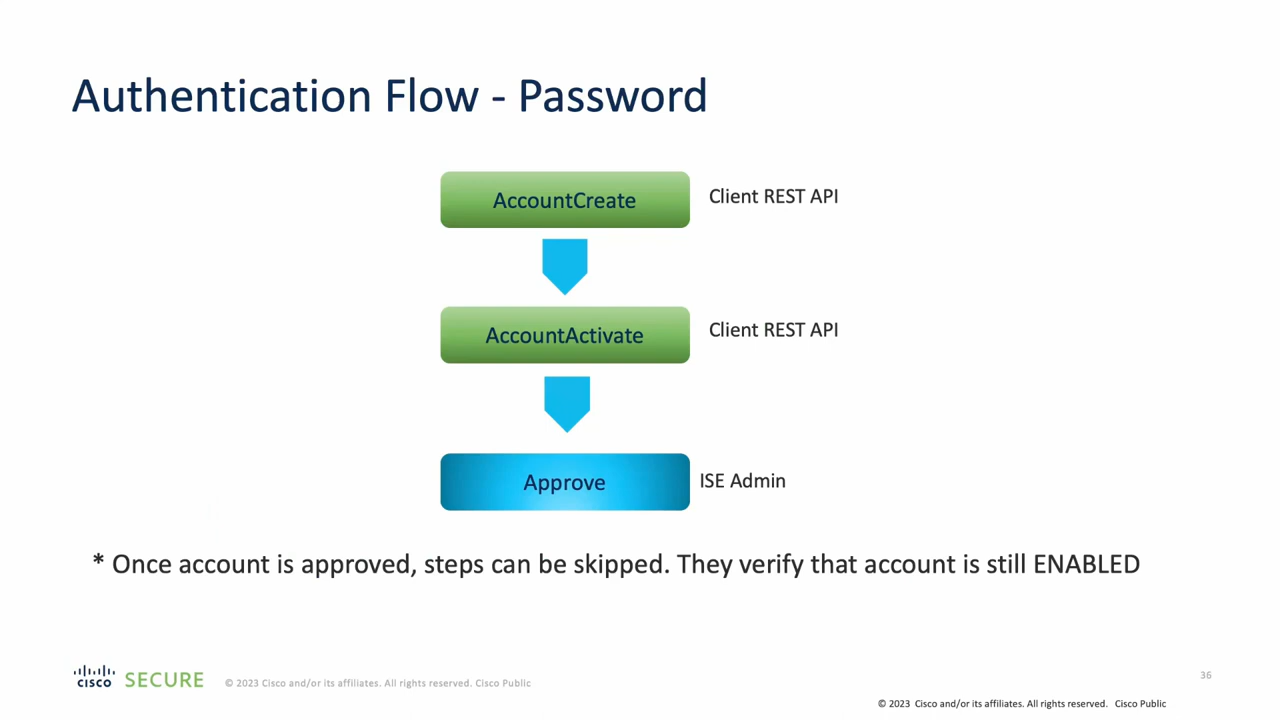 Authentication Flow - Password
AccountCreate
Client REST API
AccountActivate
Client REST API
Approve
ISE Admin
* Once account is approved, steps can be skipped. They verify that account is still ENABLED
CISCO SECURE
© 2023 Cisco and/or its affiliates. All rights reserved. Cisco Public
36
© 2023 Cisco and/or its affiliates. All rights reserved. Cisco Public